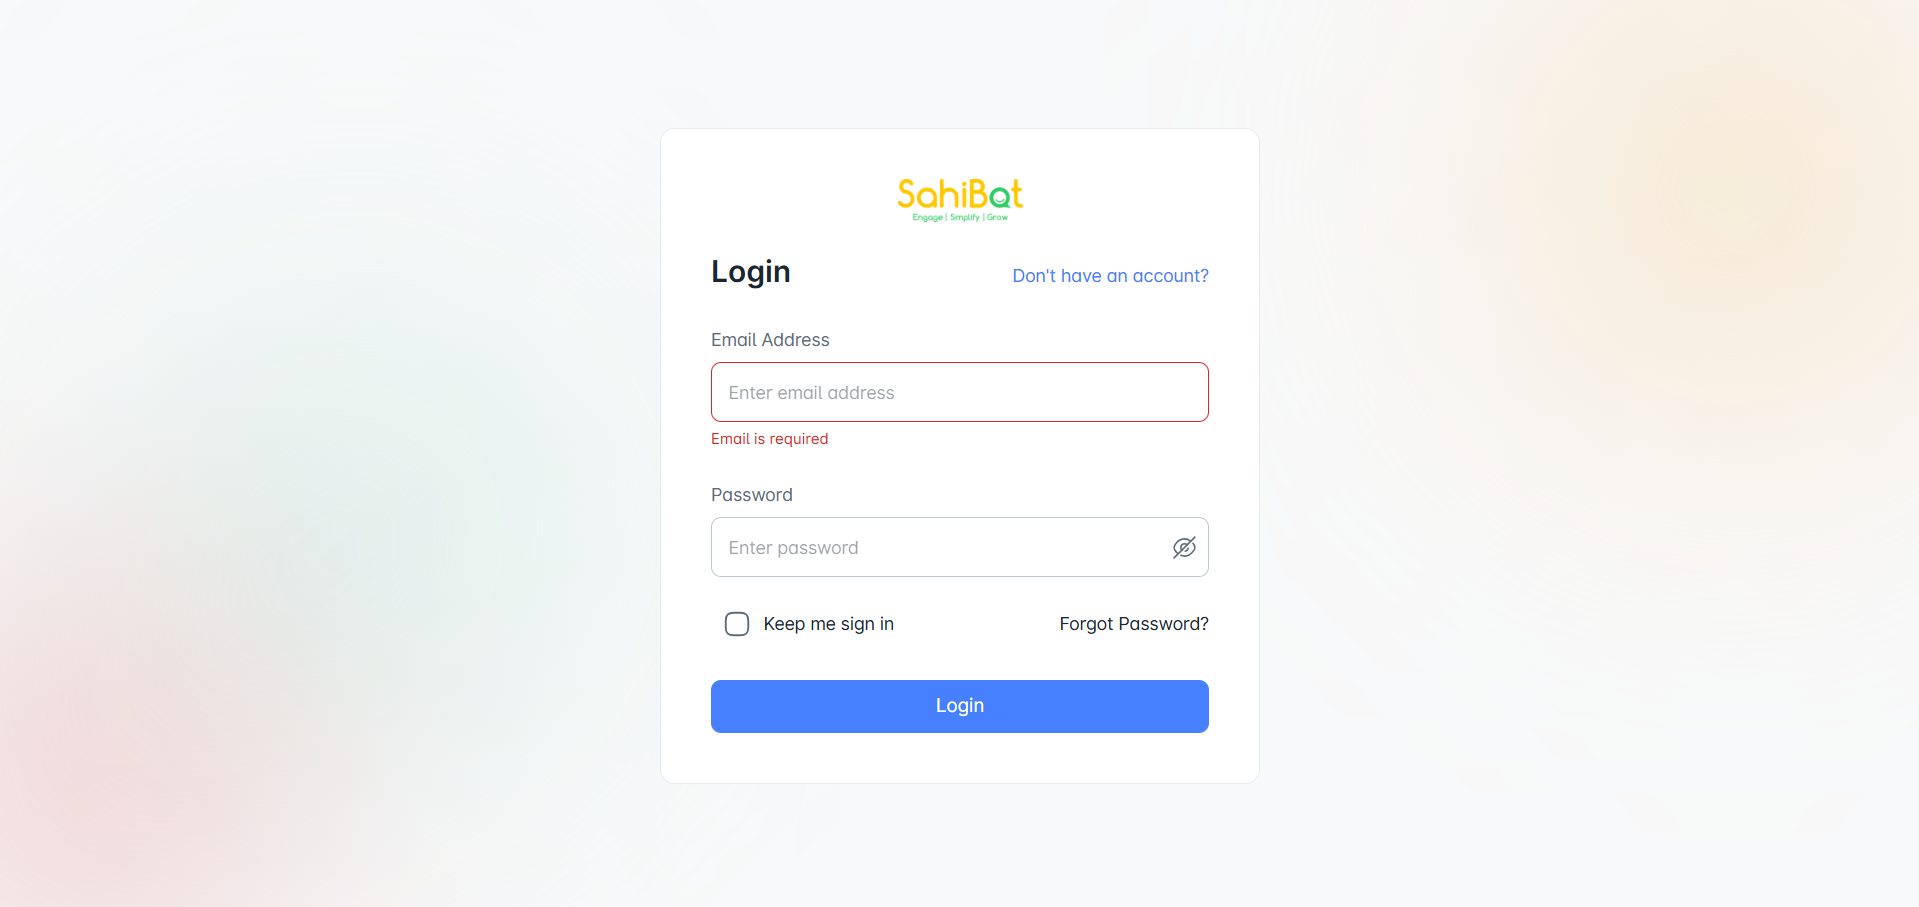 SahiBat
Engage | Simplify | Grow
Login
Don't have an account?
Email Address
Enter email address
Email is required
Password
Enter password
Keep me sign in
Forgot Password?
Login